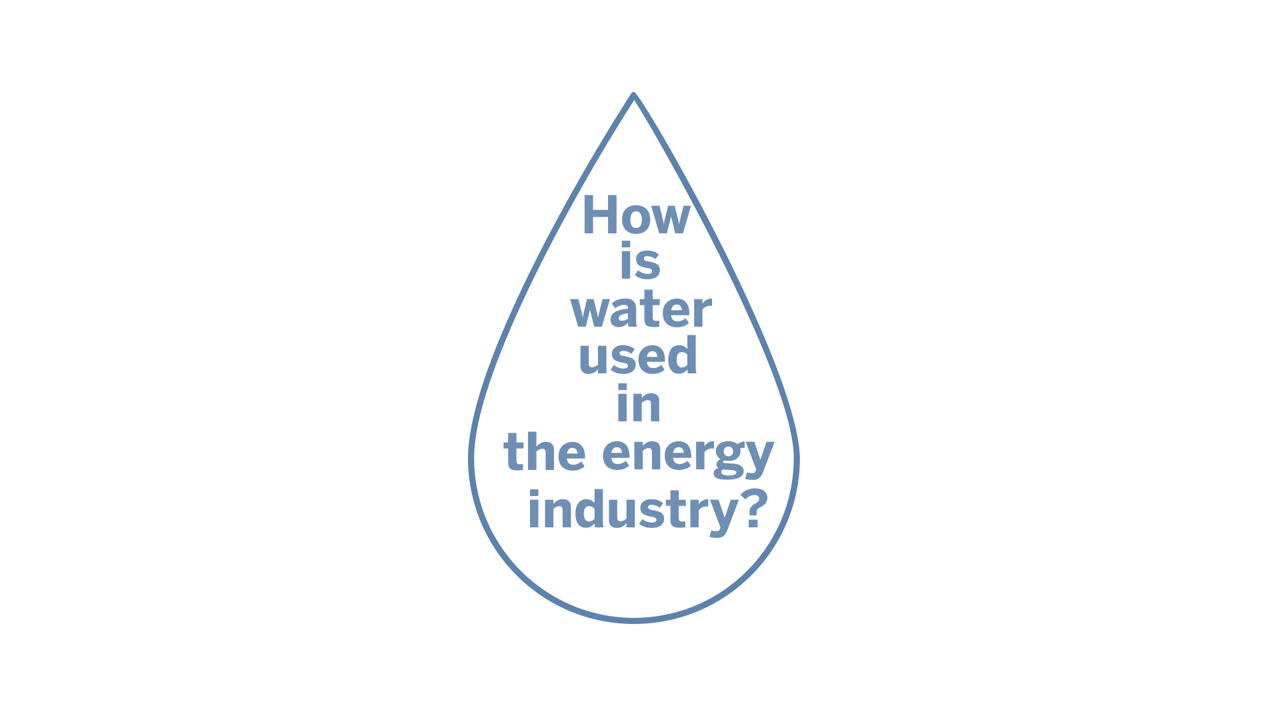 How
is
water
used
in
the energy
industry?